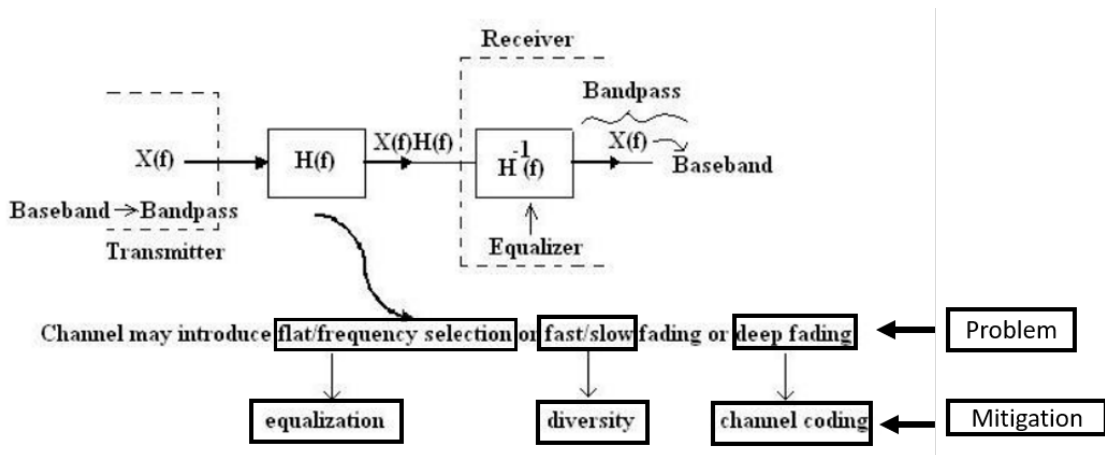 Receiver
Bandpass
X(f)
H(f)
X(f)H(f)
H⁻¹(f)
X(f)
Baseband
Baseband → Bandpass
Transmitter
Equalizer
Channel may introduce flat/frequency selection or fast/slow fading or deep fading
Problem
equalization
diversity
channel coding
Mitigation